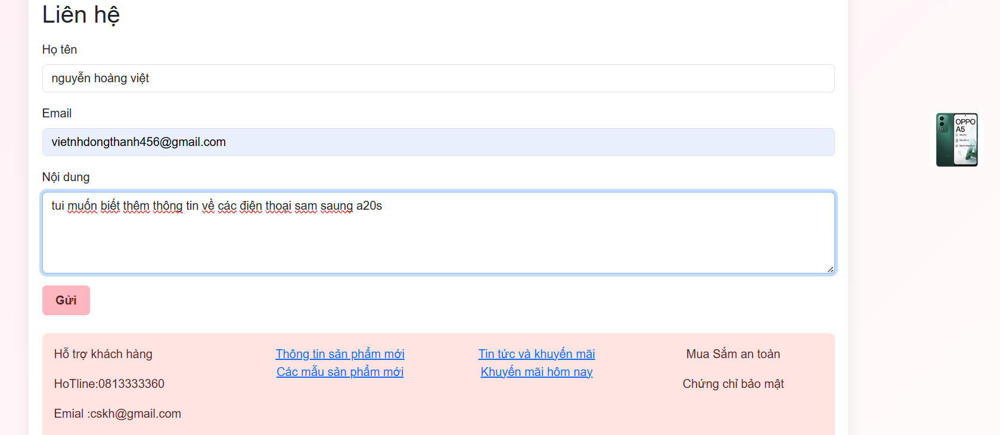 Liên hệ
Họ tên
nguyễn hoàng việt
Email
vietnhdongthanh456@gmail.com
OPPO
A5
Nội dung
tui muốn biết thêm thông tin về các điện thoại sam saung a20s
Gửi
Hỗ trợ khách hàng
HoTline:0813333360
Emial :cskh@gmail.com
Thông tin sản phẩm mới
Các mẫu sản phẩm mới
Tin tức và khuyến mãi
Khuyến mãi hôm nay
Mua Sắm an toàn
Chứng chỉ bảo mật